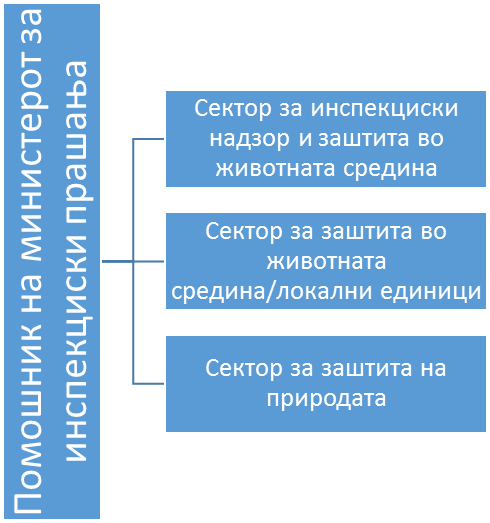 Помошник на министерот за
инспекциски прашања
Сектор за инспекциски
надзор и заштита во
животната средина
Сектор за заштита во
животната
средина/локални единици
Сектор за заштита на
природата